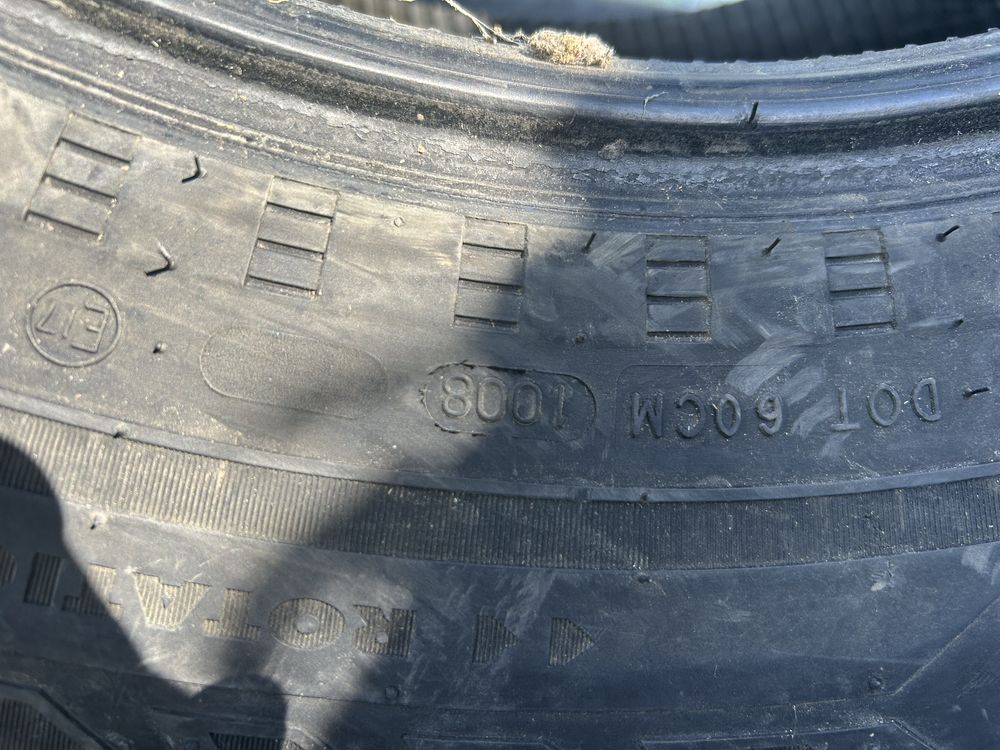 DOT 60CM 1008
E17
ROTATI